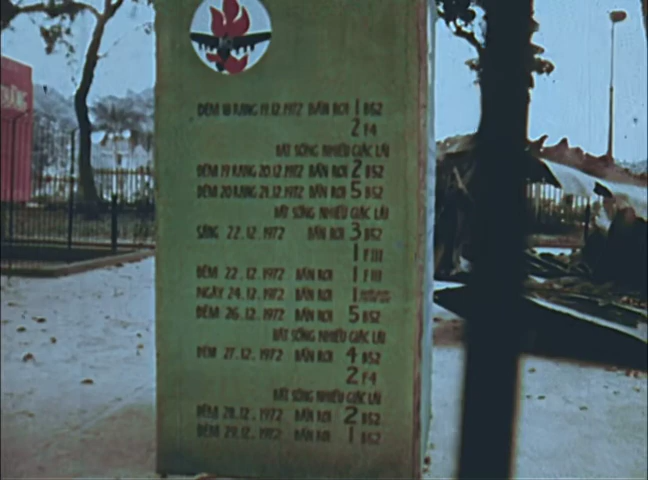 ĐÊM 18 RẠNG 19.12.1972 BẮN RƠI 1 B52
2 F4
BẮT SỐNG NHIỀU GIẶC LÁI
ĐÊM 19 RẠNG 20.12.1972 BẮN RƠI 2 B52
ĐÊM 20 RẠNG 21.12.1972 BẮN RƠI 5 B52
BẮT SỐNG NHIỀU GIẶC LÁI
SÁNG 22.12.1972 BẮN RƠI 3 B52
1 F111
ĐÊM 22.12.1972 BẮN RƠI 1 F111
NGÀY 24.12.1972 BẮN RƠI 1
ĐÊM 26.12.1972 BẮN RƠI 5 B52
BẮT SỐNG NHIỀU GIẶC LÁI
ĐÊM 27.12.1972 BẮN RƠI 4 B52
2 F4
BẮT SỐNG NHIỀU GIẶC LÁI
ĐÊM 28.12.1972 BẮN RƠI 2 B52
ĐÊM 29.12.1972 BẮN RƠI 1 B52